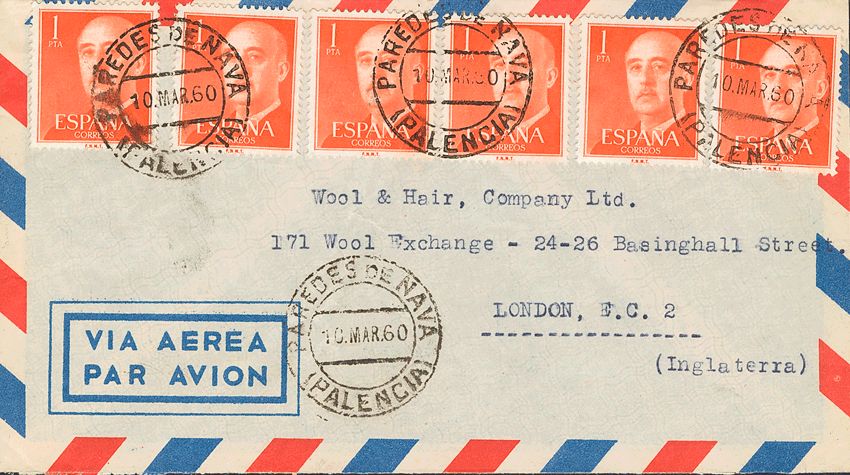 1 PTA
ESPAÑA
CORREOS
F.N.M.T.
1
ESPAÑA
CORREOS
F.N.M.T.
1 PTA
ESPAÑA
CORREOS
F.N.M.T.
1
ESPAÑA
CORREOS
F.N.M.T.
1 PTA
ESPAÑA
CORREOS
F.N.M.T.
1
ESPAÑA
CORREOS
F.N.M.T.
PAREDES DE NAVA
10.MAR.60
(PALENCIA)
PAREDES DE NAVA
10.MAR.60
(PALENCIA)
PAREDES DE NAVA
10.MAR.60
(PALENCIA)
Wool & Hair, Company Ltd.
171 Wool Exchange - 24-26 Basinghall Street.
LONDON, E.C. 2
(Inglaterra)
PAREDES DE NAVA
10.MAR.60
(PALENCIA)
VIA AEREA
PAR AVION